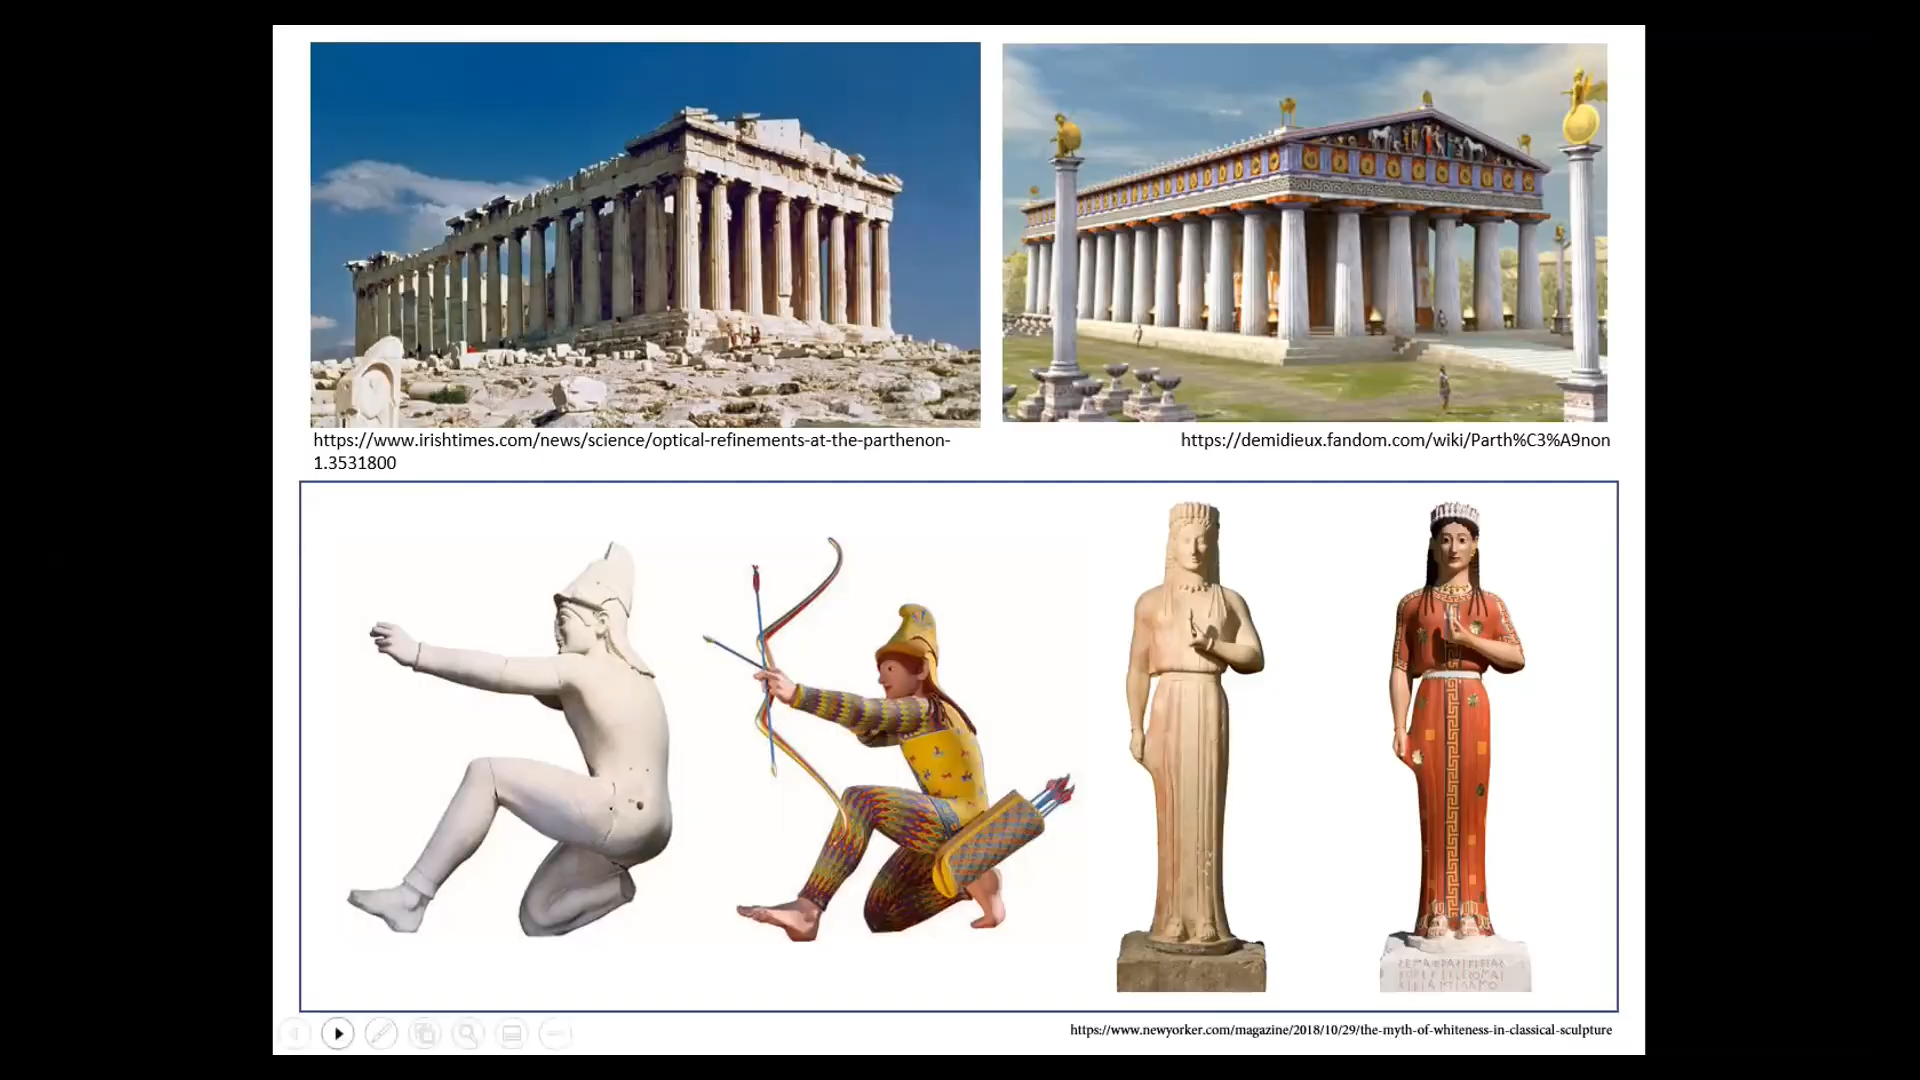 https://www.irishtimes.com/news/science/optical-refinements-at-the-parthenon-
1.3531800
https://demidieux.fandom.com/wiki/Parth%C3%A9non
https://www.newyorker.com/magazine/2018/10/29/the-myth-of-whiteness-in-classical-sculpture